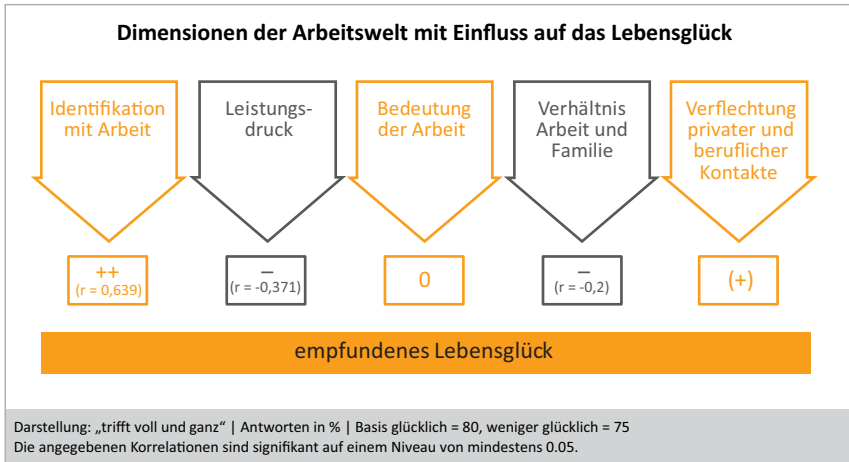 Dimensionen der Arbeitswelt mit Einfluss auf das Lebensglück
Identifikation
mit Arbeit
Leistungs-
druck
Bedeutung
der Arbeit
Verhältnis
Arbeit und
Familie
Verflechtung
privater und
beruflicher
Kontakte
++
(r = 0,639)
–
(r = -0,371)
0
–
(r = -0,2)
(+)
empfundenes Lebensglück
Darstellung: „trifft voll und ganz“ | Antworten in % | Basis glücklich = 80, weniger glücklich = 75
Die angegebenen Korrelationen sind signifikant auf einem Niveau von mindestens 0.05.